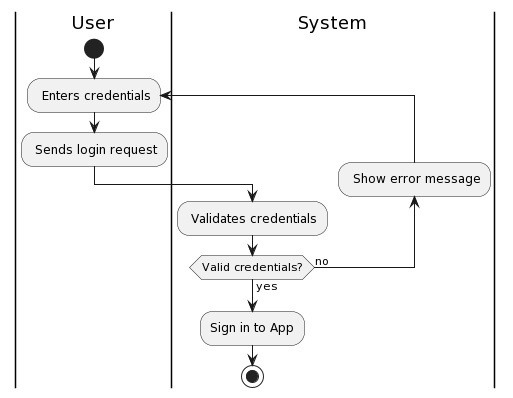 User
System
Enters credentials
Sends login request
Show error message
Validates credentials
Valid credentials?
no
yes
Sign in to App